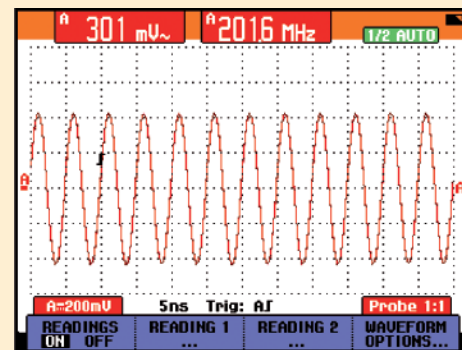 A 301 mV~ A 201.6 MHz 1/2 AUTO
A
A
A=200mV 5ns Trig: A∫ Probe 1:1
READINGS READING 1 READING 2 WAVEFORM
ON OFF ... ... OPTIONS...